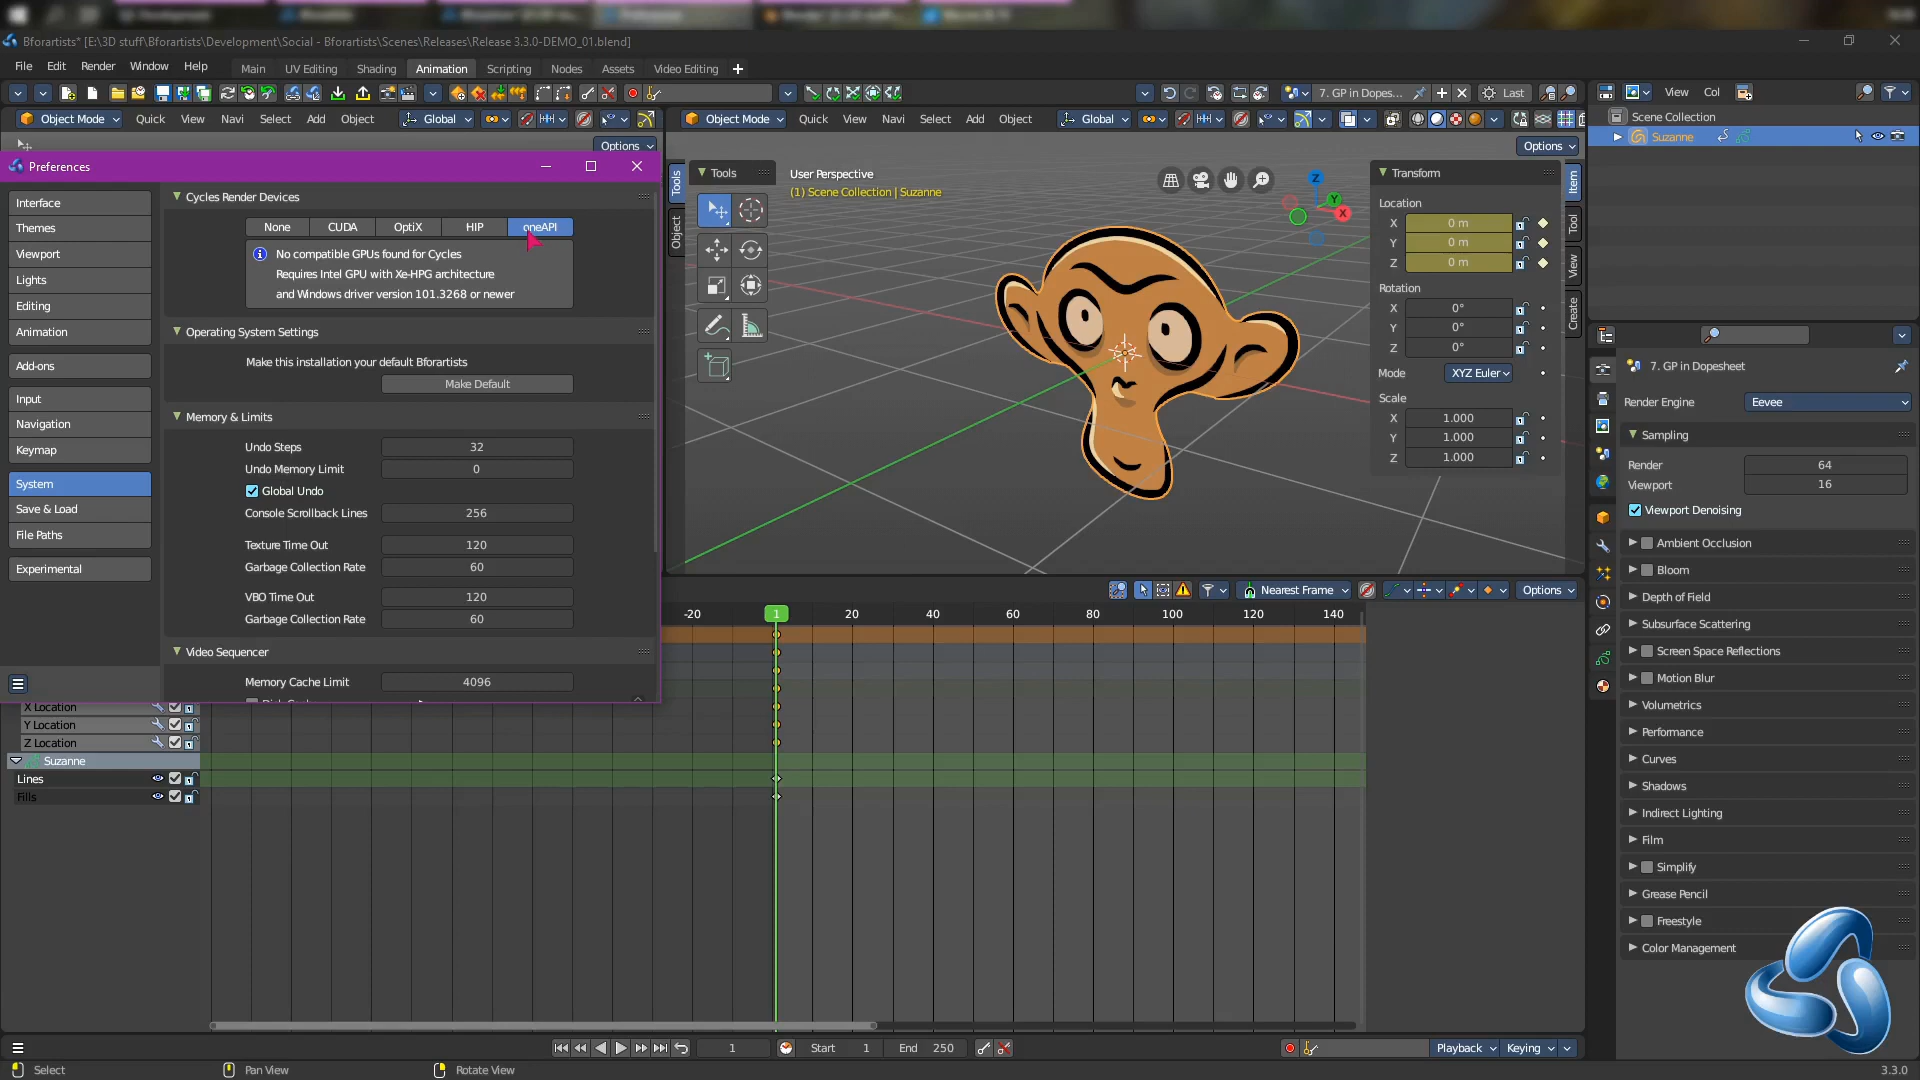 Bforartists* [E:\3D stuff\Bforartists\Development\Social - Bforartists\Scenes\Releases\Release 3.3.0-DEMO_01.blend]
File Edit Render Window Help
Main UV Editing Shading Animation Scripting Nodes Assets Video Editing
7. GP in Dopes... Last
View Col
Object Mode Quick View Navi Select Add Object Global
Object Mode Quick View Navi Select Add Object Global
Scene Collection
Suzanne
Options
Options
Preferences
Interface
Themes
Viewport
Lights
Editing
Animation
Add-ons
Input
Navigation
Keymap
System
Save & Load
File Paths
Experimental
Cycles Render Devices
None CUDA OptiX HIP oneAPI
No compatible GPUs found for Cycles
Requires Intel GPU with Xe-HPG architecture
and Windows driver version 101.3268 or newer
Operating System Settings
Make this installation your default Bforartists
Make Default
Memory & Limits
Undo Steps 32
Undo Memory Limit 0
Global Undo
Console Scrollback Lines 256
Texture Time Out 120
Garbage Collection Rate 60
VBO Time Out 120
Garbage Collection Rate 60
Video Sequencer
Memory Cache Limit 4096
Tools
Object
Tools
User Perspective
(1) Scene Collection | Suzanne
Z
Y
X
Transform
Location
X 0 m
Y 0 m
Z 0 m
Rotation
X 0°
Y 0°
Z 0°
Mode XYZ Euler
Scale
X 1.000
Y 1.000
Z 1.000
Item
Tool
View
Create
7. GP in Dopesheet
Render Engine Eevee
Sampling
Render 64
Viewport 16
Viewport Denoising
Ambient Occlusion
Bloom
Depth of Field
Subsurface Scattering
Screen Space Reflections
Motion Blur
Volumetrics
Performance
Curves
Shadows
Indirect Lighting
Film
Simplify
Grease Pencil
Freestyle
Color Management
Nearest Frame Options
-20 1 20 40 60 80 100 120 140
X Location
Y Location
Z Location
Suzanne
Lines
Fills
1 Start 1 End 250 Playback Keying
Select Pan View Rotate View 3.3.0